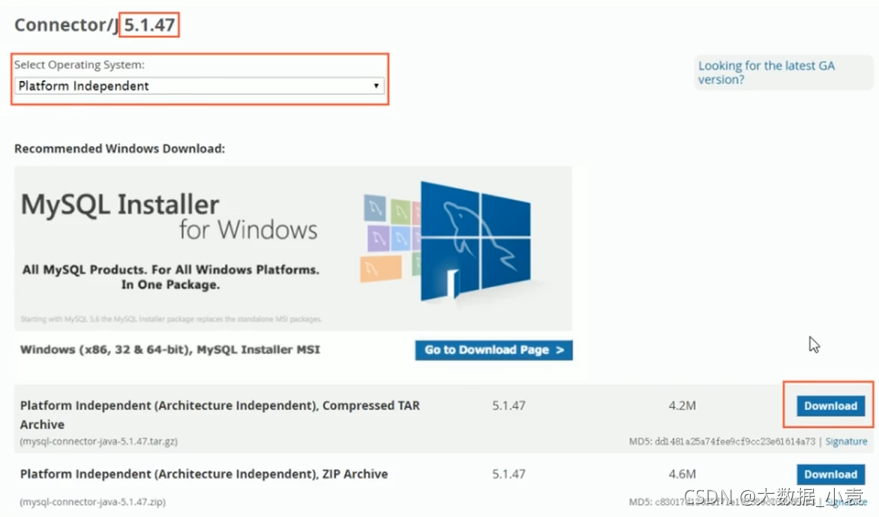 Connector/J 5.1.47
Select Operating System:
Platform Independent
Looking for the latest GA
version?
Recommended Windows Download:
MySQL Installer
for Windows
All MySQL Products. For All Windows Platforms.
In One Package.
Starting with MySQL 5.6 the MySQL Installer package replaces the standalone MSI packages.
Windows (x86, 32 & 64-bit), MySQL Installer MSI
Go to Download Page >
Platform Independent (Architecture Independent), Compressed TAR
Archive
5.1.47
4.2M
Download
(mysql-connector-java-5.1.47.tar.gz)
MD5: dd1481a25a74fee9cf9cc23e61614a73 | Signature
Platform Independent (Architecture Independent), ZIP Archive
5.1.47
4.6M
Download
(mysql-connector-java-5.1.47.zip)
MD5: Signature
CSDN @大数据_小袁